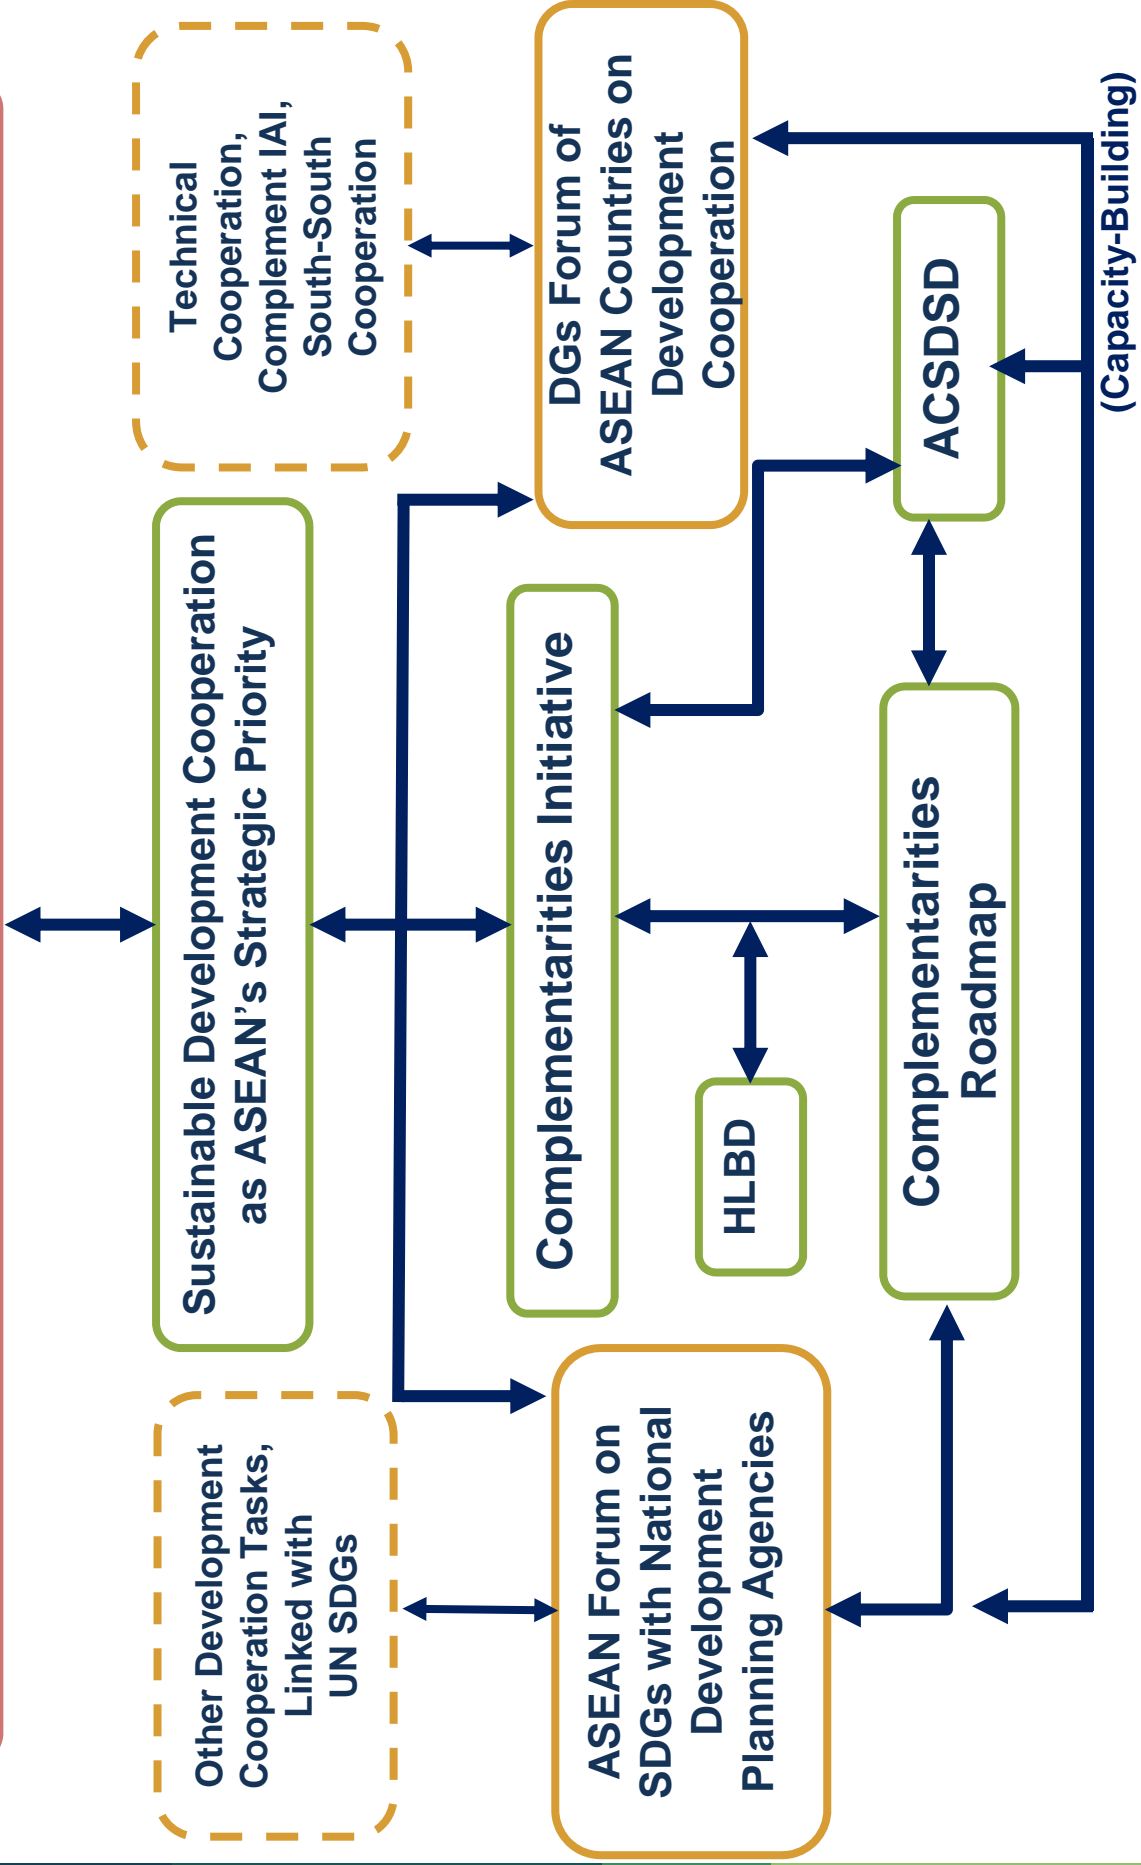 Sustainable Development Cooperation
as ASEAN’s Strategic Priority
Other Development
Cooperation Tasks,
Linked with
UN SDGs
Technical
Cooperation,
Complement IAI,
South-South
Cooperation
Complementarities Initiative
ASEAN Forum on
SDGs with National
Development
Planning Agencies
DGs Forum of
ASEAN Countries on
Development
Cooperation
HLBD
Complementarities
Roadmap
ACSDSD
(Capacity-Building)